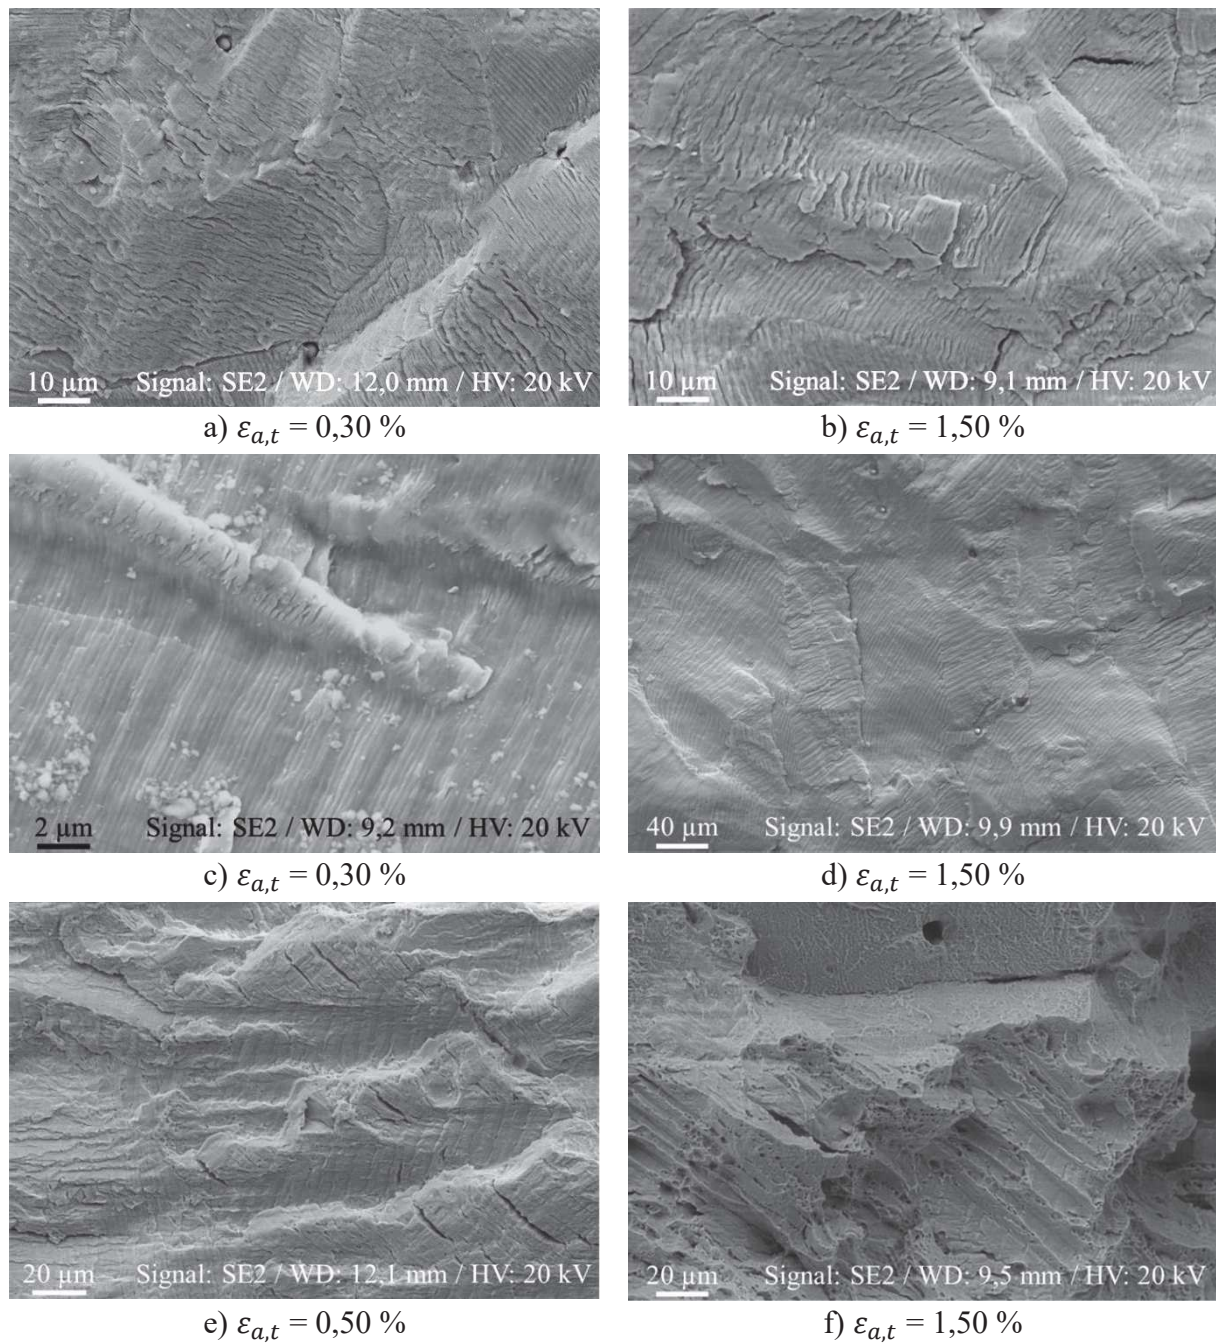 10 µm Signal: SE2 / WD: 12,0 mm / HV: 20 kV
10 µm Signal: SE2 / WD: 9,1 mm / HV: 20 kV
a) εₐ,ₜ = 0,30 %
b) εₐ,ₜ = 1,50 %
2 µm Signal: SE2 / WD: 9,2 mm / HV: 20 kV
40 µm Signal: SE2 / WD: 9,9 mm / HV: 20 kV
c) εₐ,ₜ = 0,30 %
d) εₐ,ₜ = 1,50 %
20 µm Signal: SE2 / WD: 12,1 mm / HV: 20 kV
20 µm Signal: SE2 / WD: 9,5 mm / HV: 20 kV
e) εₐ,ₜ = 0,50 %
f) εₐ,ₜ = 1,50 %